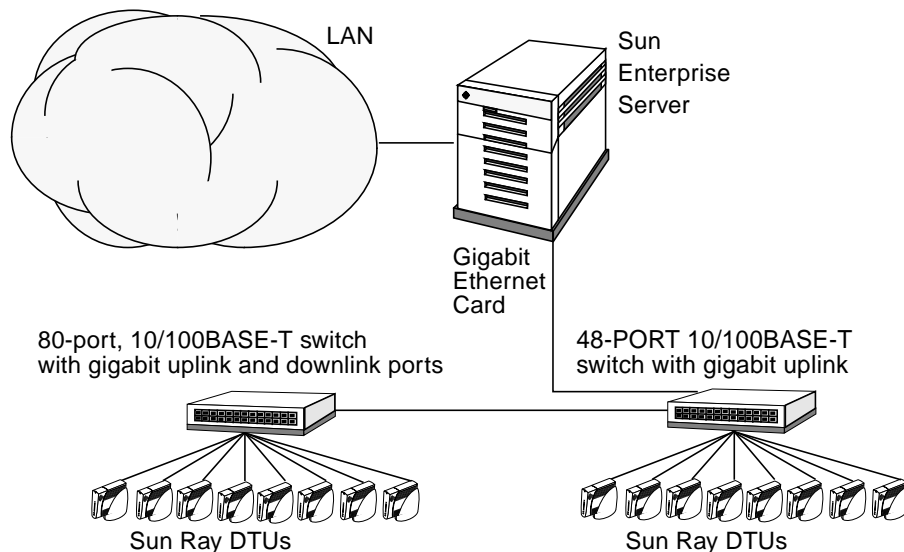 LAN
Sun
Enterprise
Server
Gigabit
Ethernet
Card
80-port, 10/100BASE-T switch
with gigabit uplink and downlink ports
48-PORT 10/100BASE-T
switch with gigabit uplink
Sun Ray DTUs
Sun Ray DTUs